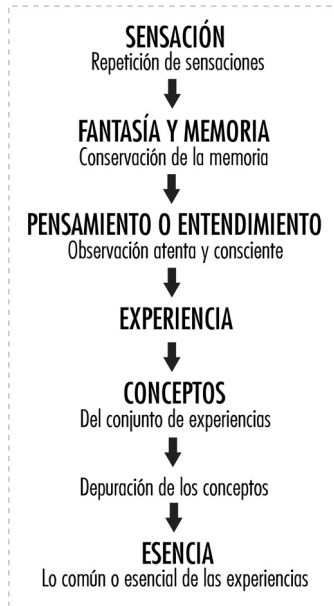 SENSACIÓN
Repetición de sensaciones
FANTASÍA Y MEMORIA
Conservación de la memoria
PENSAMIENTO O ENTENDIMIENTO
Observación atenta y consciente
EXPERIENCIA
CONCEPTOS
Del conjunto de experiencias
Depuración de los conceptos
ESENCIA
Lo común o esencial de las experiencias